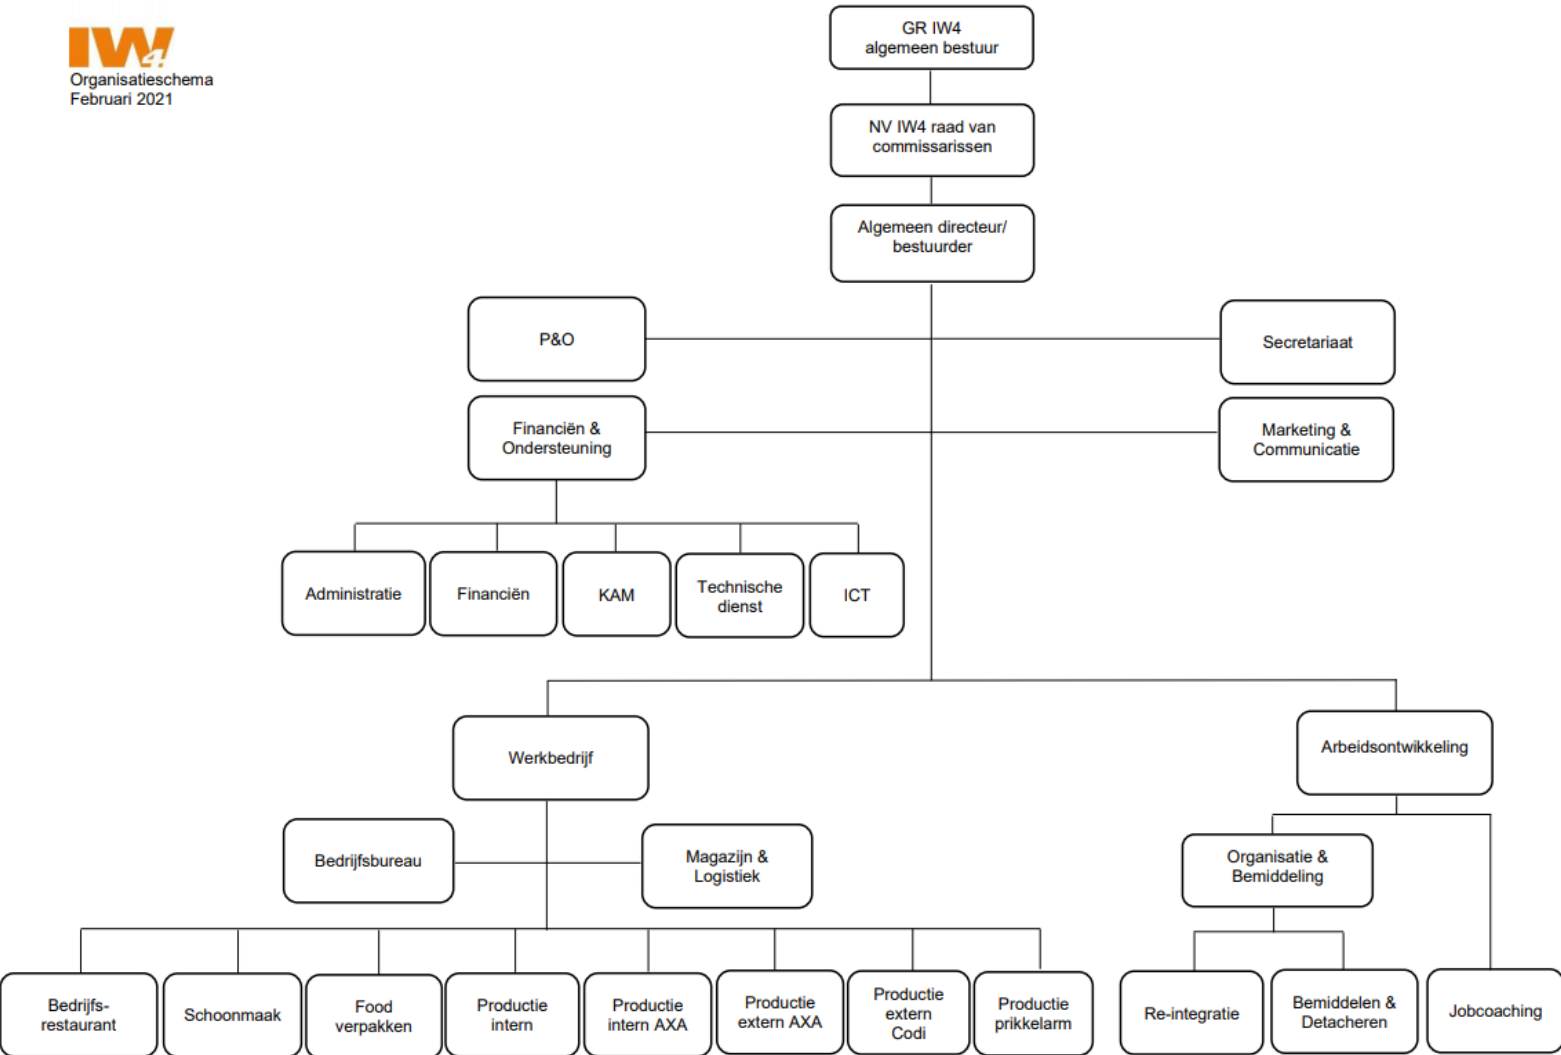 IW4
Organisatieschema
Februari 2021
GR IW4
algemeen bestuur
NV IW4 raad van
commissarissen
Algemeen directeur/
bestuurder
P&O
Secretariaat
Financiën &
Ondersteuning
Marketing &
Communicatie
Administratie
Financiën
KAM
Technische
dienst
ICT
Werkbedrijf
Arbeidsontwikkeling
Bedrijfsbureau
Magazijn &
Logistiek
Organisatie &
Bemiddeling
Bedrijfs-
restaurant
Schoonmaak
Food
verpakken
Productie
intern
Productie
intern AXA
Productie
extern AXA
Productie
extern
Codi
Productie
prikkelarm
Re-integratie
Bemiddelen &
Detacheren
Jobcoaching